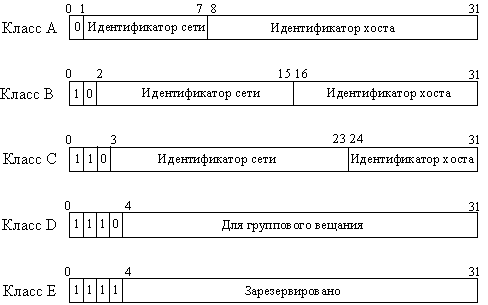 0 1 7 8 31
Класс A 0 Идентификатор сети Идентификатор хоста
0 2 15 16 31
Класс B 1 0 Идентификатор сети Идентификатор хоста
0 3 23 24 31
Класс C 1 1 0 Идентификатор сети Идентификатор хоста
0 4 31
Класс D 1 1 1 0 Для группового вещания
0 4 31
Класс E 1 1 1 1 Зарезервировано